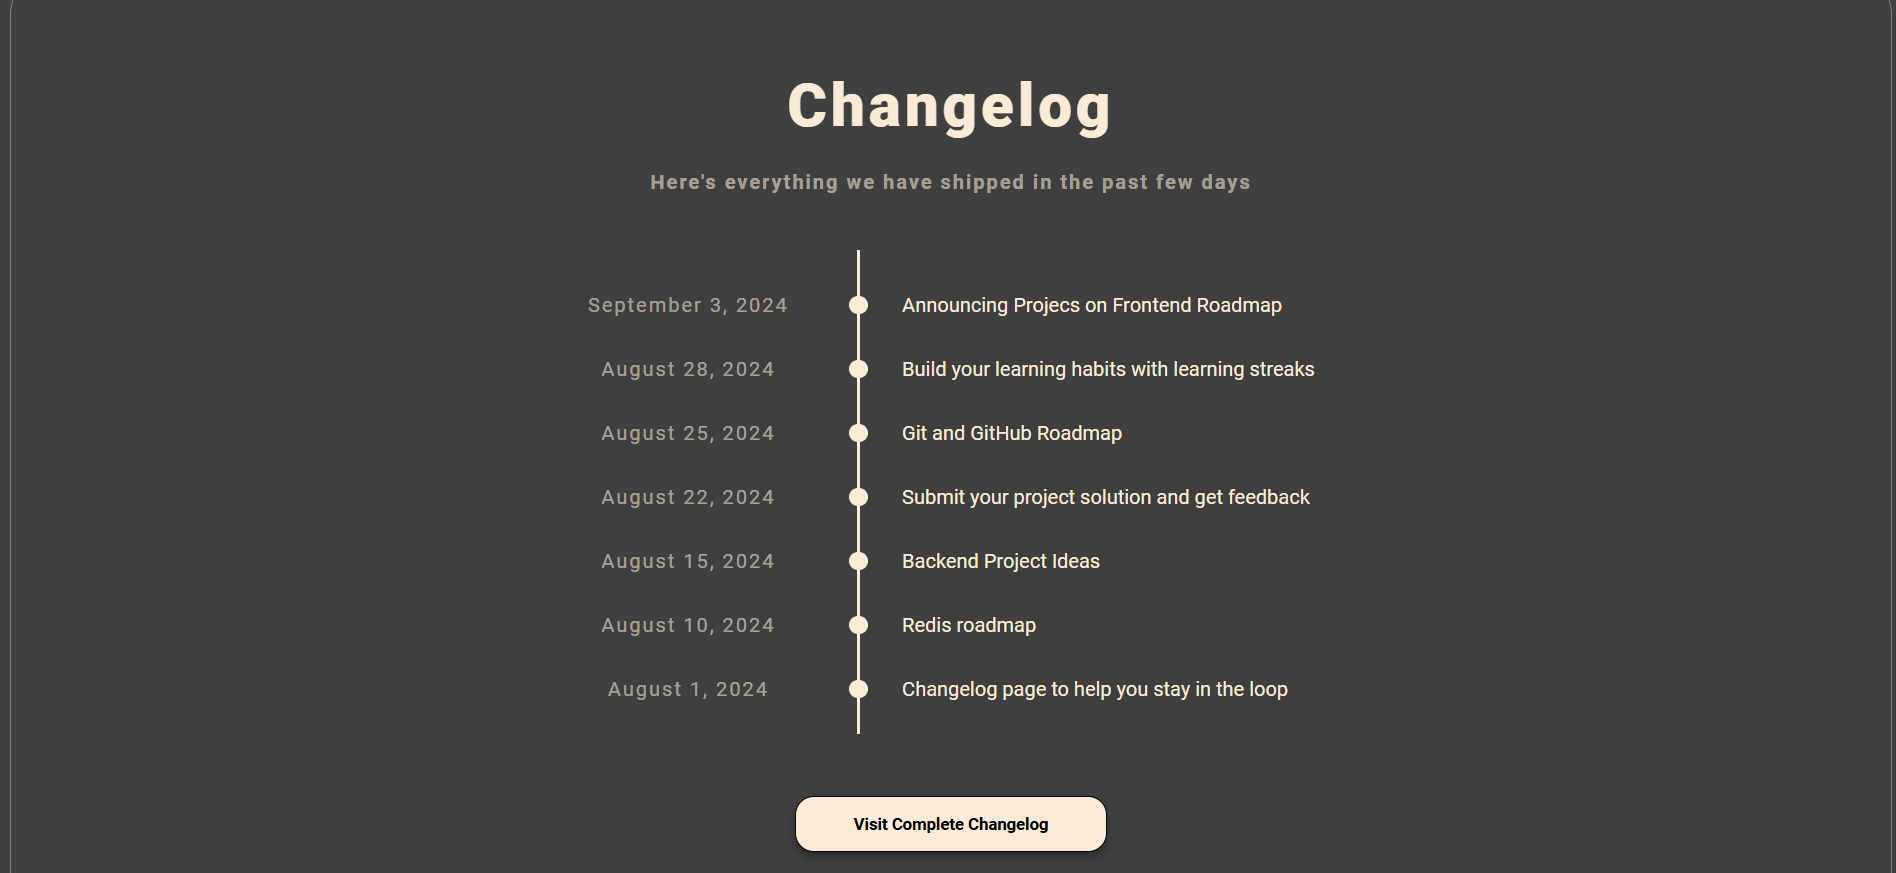 Changelog
Here's everything we have shipped in the past few days
September 3, 2024 Announcing Projecs on Frontend Roadmap
August 28, 2024 Build your learning habits with learning streaks
August 25, 2024 Git and GitHub Roadmap
August 22, 2024 Submit your project solution and get feedback
August 15, 2024 Backend Project Ideas
August 10, 2024 Redis roadmap
August 1, 2024 Changelog page to help you stay in the loop
Visit Complete Changelog